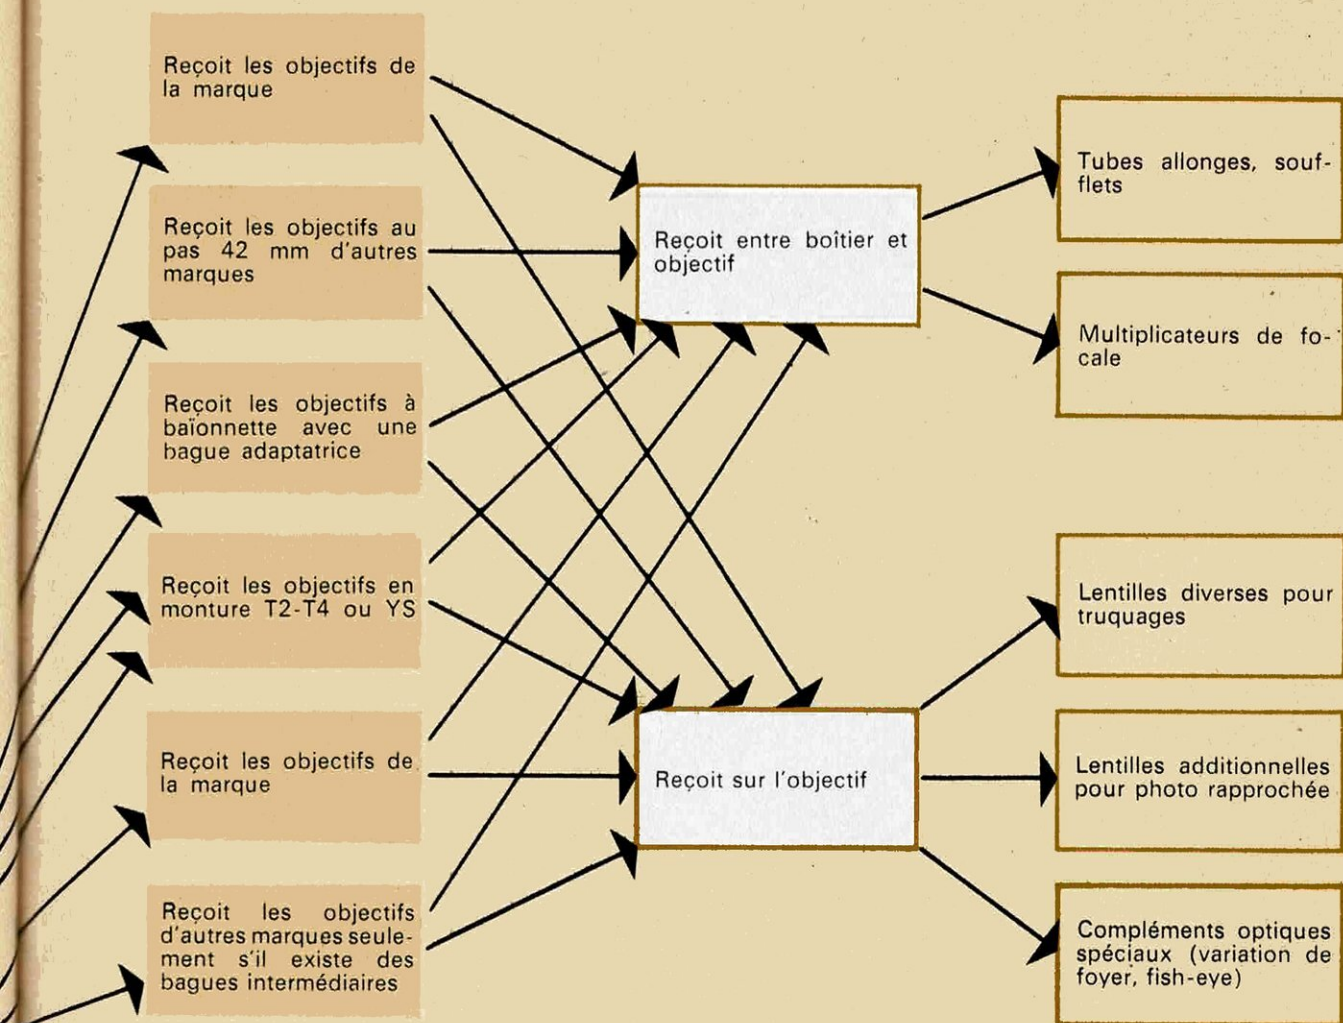 Reçoit les objectifs de
la marque
Reçoit les objectifs au
pas 42 mm d'autres
marques
Reçoit les objectifs à
baïonnette avec une
bague adaptatrice
Reçoit les objectifs en
monture T2-T4 ou YS
Reçoit les objectifs de
la marque
Reçoit les objectifs
d'autres marques seule-
ment s'il existe des
bagues intermédiaires
Reçoit entre boîtier et
objectif
Reçoit sur l'objectif
Tubes allonges, souf-
flets
Multiplicateurs de fo-
cale
Lentilles diverses pour
truquages
Lentilles additionnelles
pour photo rapprochée
Compléments optiques
spéciaux (variation de
foyer, fish-eye)